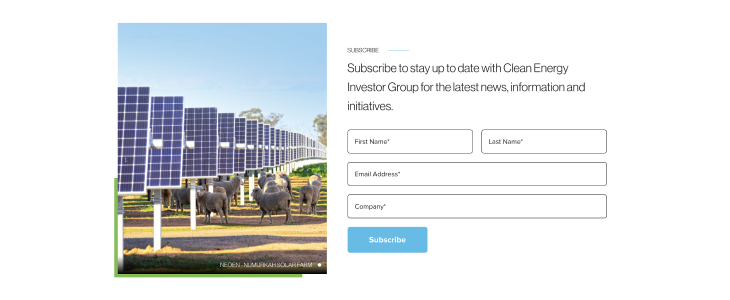 SUBSCRIBE
Subscribe to stay up to date with Clean Energy
Investor Group for the latest news, information and
initiatives.
First Name*
Last Name*
Email Address*
Company*
Subscribe
NEOEN - NUMURKAH SOLAR FARM